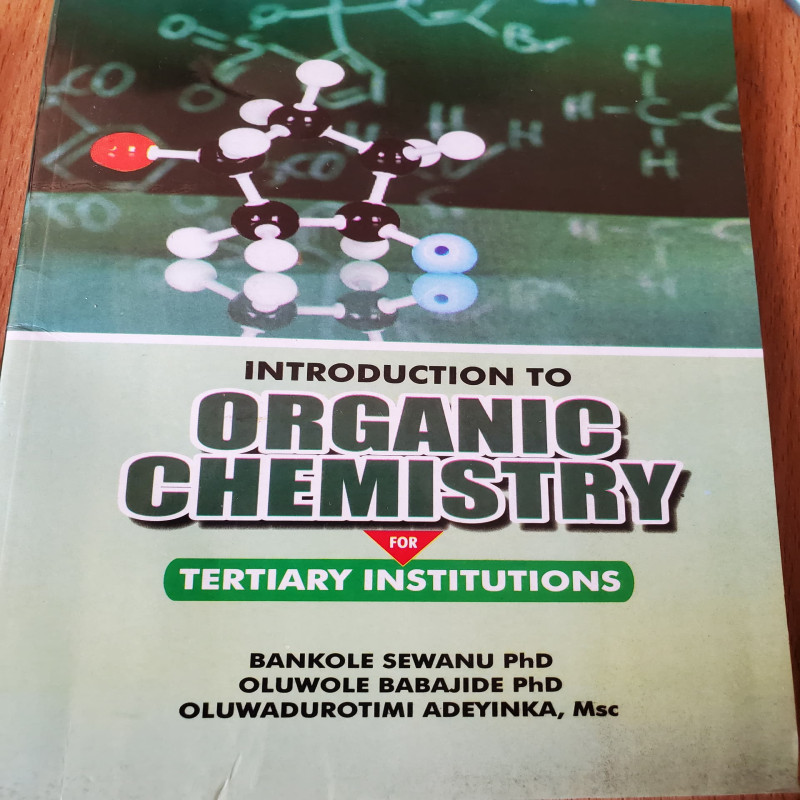 INTRODUCTION TO
ORGANIC
CHEMISTRY
FOR
TERTIARY INSTITUTIONS
BANKOLE SEWANU PhD
OLUWOLE BABAJIDE PhD
OLUWADUROTIMI ADEYINKA, Msc